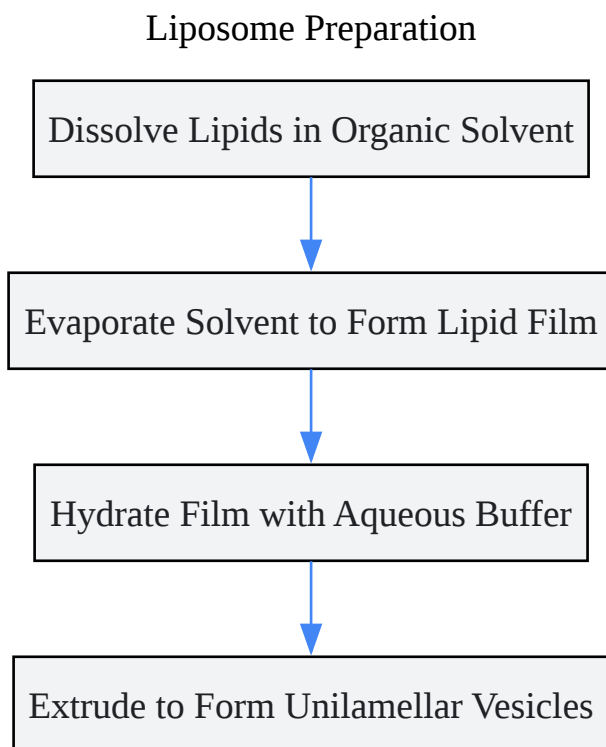 Liposome Preparation
Dissolve Lipids in Organic Solvent
Evaporate Solvent to Form Lipid Film
Hydrate Film with Aqueous Buffer
Extrude to Form Unilamellar Vesicles